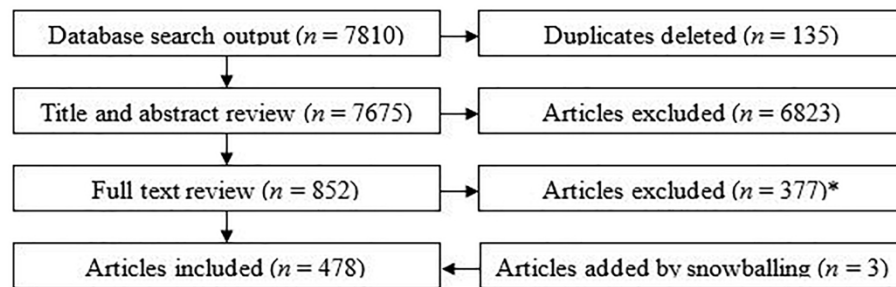 Database search output (n = 7810)
Duplicates deleted (n = 135)
Title and abstract review (n = 7675)
Articles excluded (n = 6823)
Full text review (n = 852)
Articles excluded (n = 377)*
Articles included (n = 478)
Articles added by snowballing (n = 3)